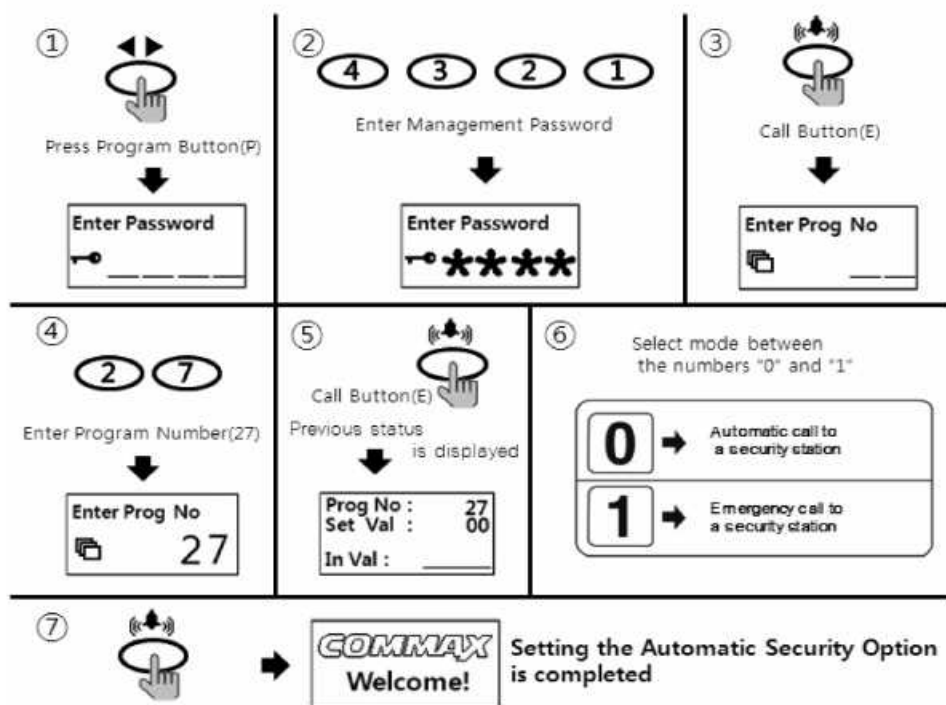 ①
Press Program Button(P)
Enter Password
②
4 3 2 1
Enter Management Password
Enter Password
③
Call Button(E)
Enter Prog No
④
2 7
Enter Program Number(27)
Enter Prog No
27
⑤
Call Button(E)
Previous status
is displayed
Prog No : 27
Set Val : 00
In Val :
⑥
Select mode between
the numbers "0" and "1"
0
Automatic call to
a security station
1
Emergency call to
a security station
⑦
COMMAX
Welcome!
Setting the Automatic Security Option
is completed